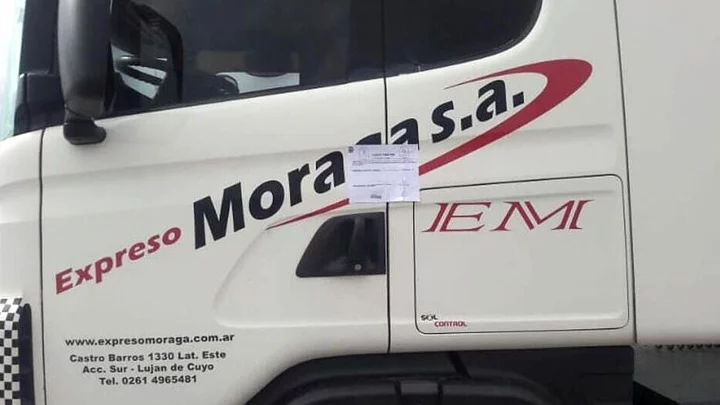 Expreso Moraga s.a.
EM
SOL
CONTROL
www.expresomoraga.com.ar
Castro Barros 1330 Lat. Este
Acc. Sur - Lujan de Cuyo
Tel. 0261 4965481